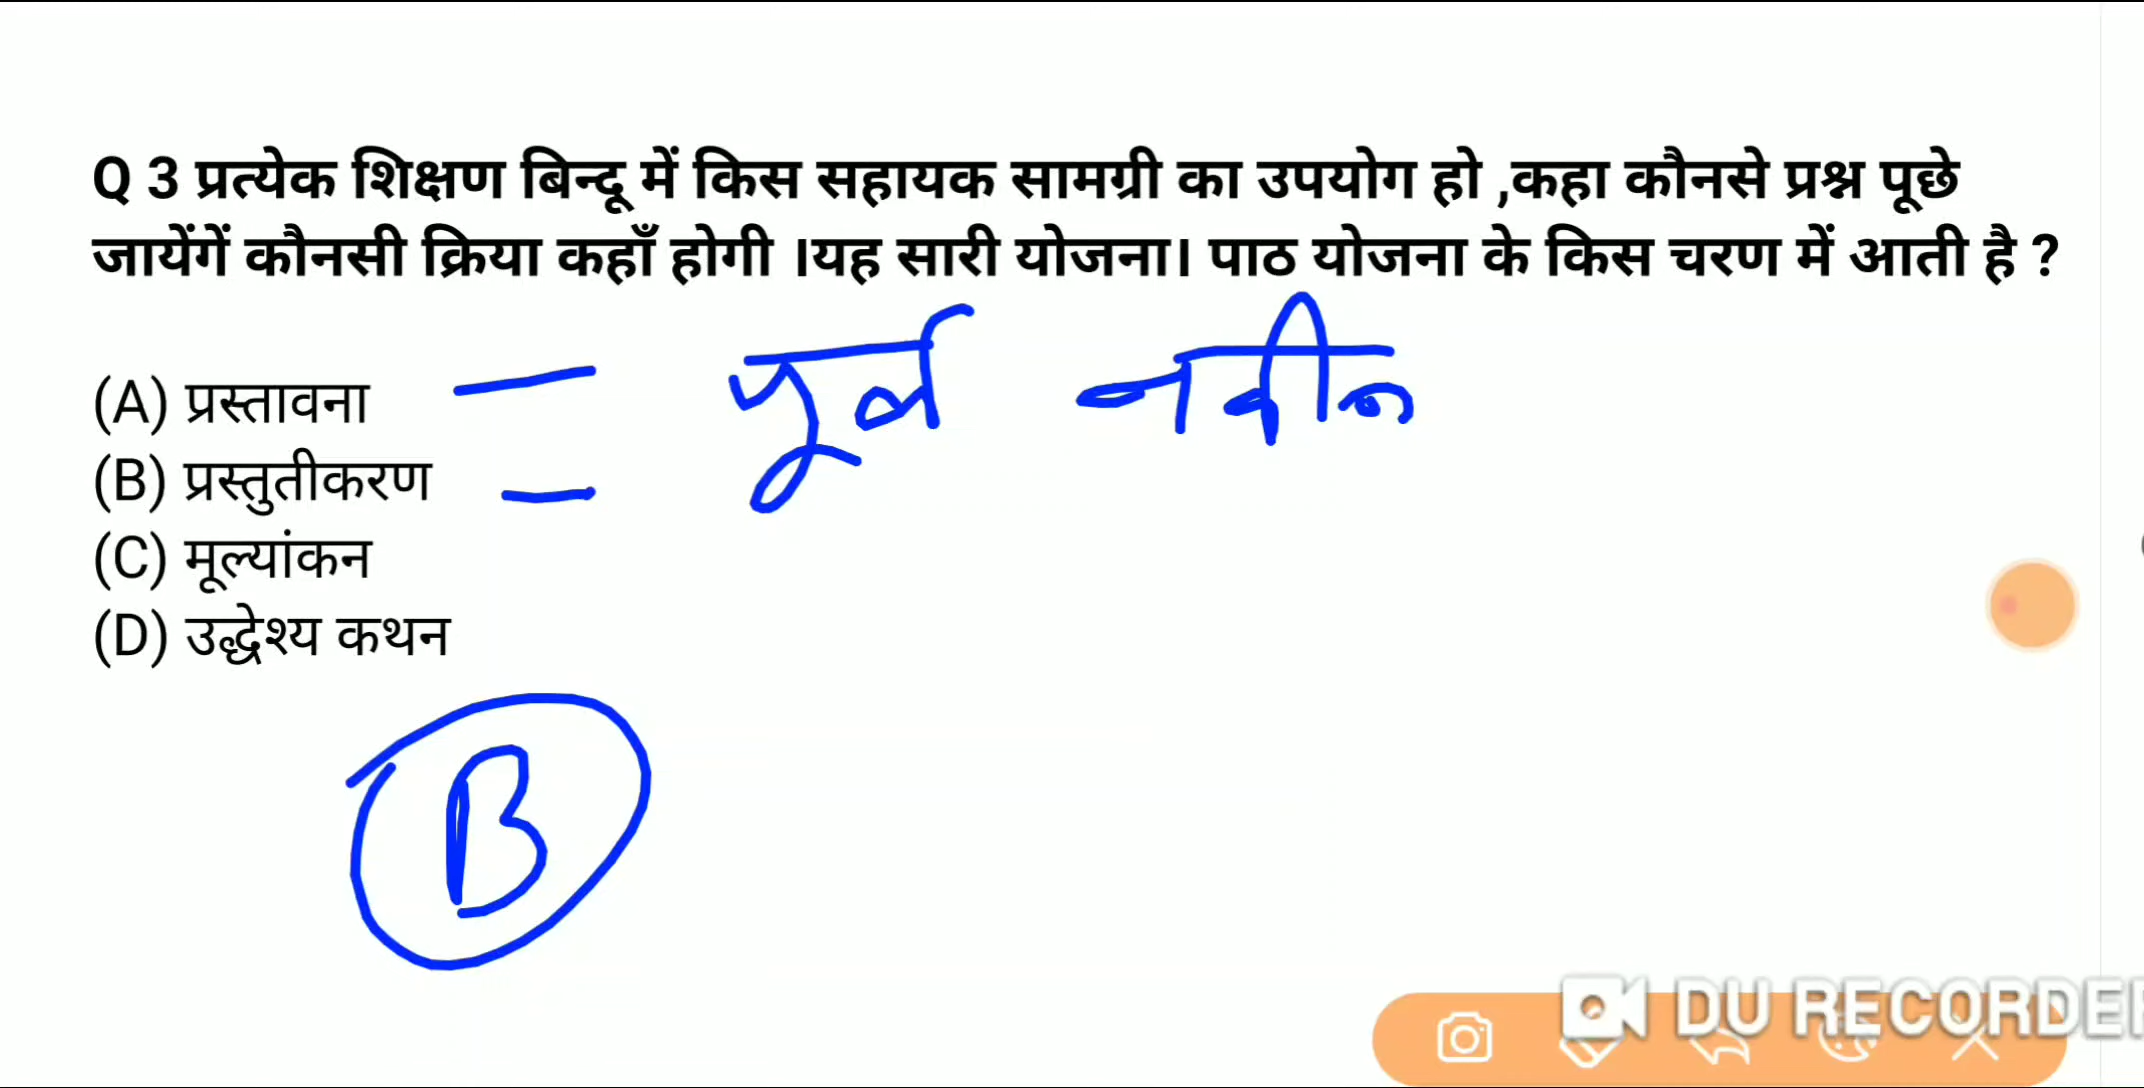 Q 3 प्रत्येक शिक्षण बिन्दू में किस सहायक सामग्री का उपयोग हो ,कहा कौनसे प्रश्न पूछे
जायेंगें कौनसी क्रिया कहाँ होगी ।यह सारी योजना। पाठ योजना के किस चरण में आती है ?
(A) प्रस्तावना — पूर्व नवीन
(B) प्रस्तुतीकरण —
(C) मूल्यांकन
(D) उद्धेश्य कथन
B
DU RECORDER